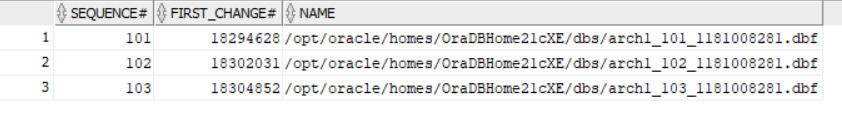 SEQUENCE# FIRST_CHANGE# NAME
1 101 18294628 /opt/oracle/homes/OraDBHome21cXE/dbs/arch1_101_1181008281.dbf
2 102 18302031 /opt/oracle/homes/OraDBHome21cXE/dbs/arch1_102_1181008281.dbf
3 103 18304852 /opt/oracle/homes/OraDBHome21cXE/dbs/arch1_103_1181008281.dbf